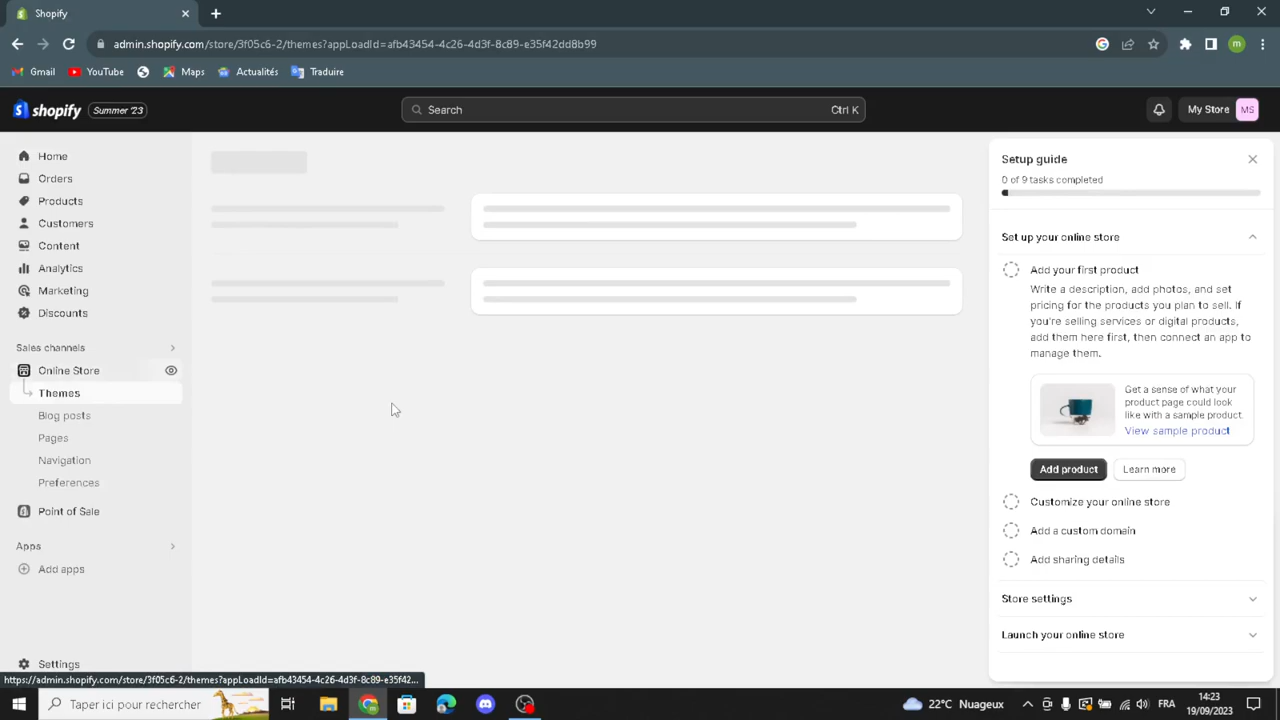 Shopify
admin.shopify.com/store/3f05c6-2/themes?appLoadId=afb43454-4c26-4d3f-8c89-e35f42dd8b99
m
Gmail
YouTube
Maps
Actualités
Traduire
shopify
Summer '23
Search
Ctrl K
My Store
MS
Home
Orders
Products
Customers
Content
Analytics
Marketing
Discounts
Sales channels
Online Store
Themes
Blog posts
Pages
Navigation
Preferences
Point of Sale
Apps
Add apps
Settings
Setup guide
0 of 9 tasks completed
Set up your online store
Add your first product
Write a description, add photos, and set
pricing for the products you plan to sell. If
you're selling services or digital products,
add them here first, then connect an app to
manage them.
Get a sense of what your
product page could look
like with a sample product.
View sample product
Add product
Learn more
Customize your online store
Add a custom domain
Add sharing details
Store settings
Launch your online store
https://admin.shopify.com/store/3f05c6-2/themes?appLoadId=afb43454-4c26-4d3f-8c89-e35f42...
Taper ici pour rechercher
22°C Nuageux
FRA
14:23
19/09/2023